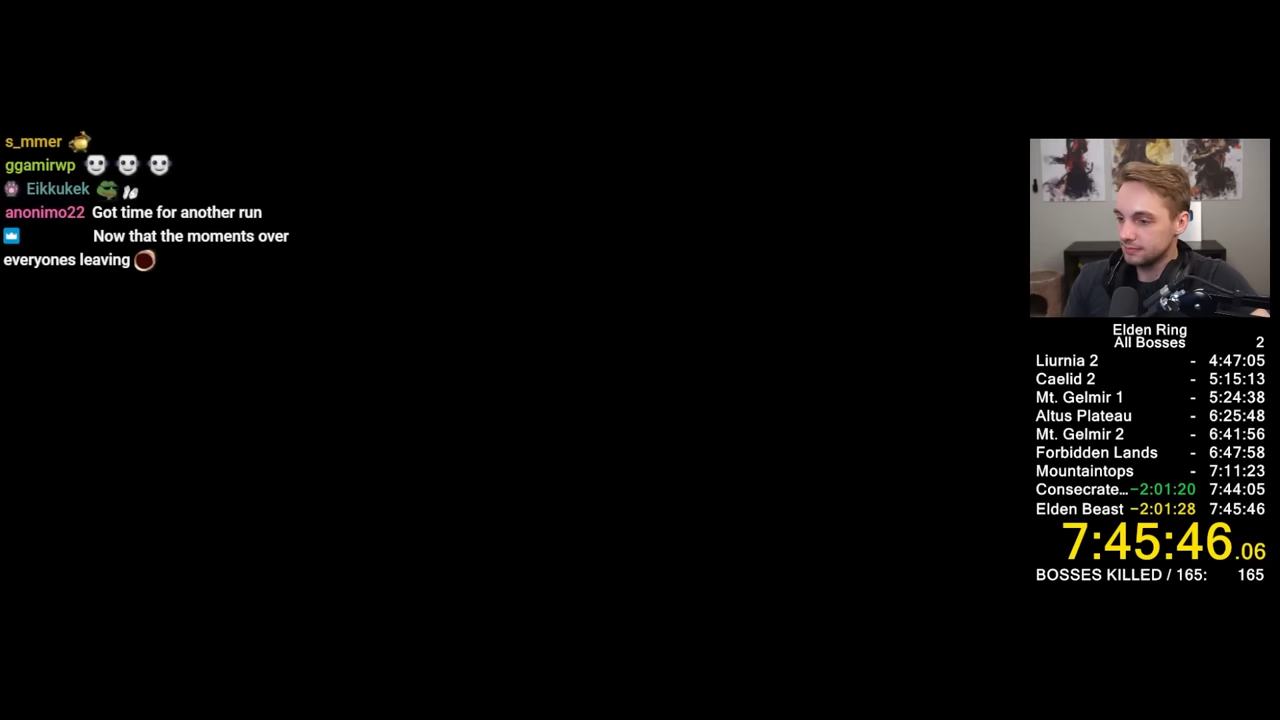 s_mmer
ggamirwp
Eikkukek
anonimo22 Got time for another run
Now that the moments over
everyones leaving
Elden Ring
All Bosses 2
Liurnia 2 - 4:47:05
Caelid 2 - 5:15:13
Mt. Gelmir 1 - 5:24:38
Altus Plateau - 6:25:48
Mt. Gelmir 2 - 6:41:56
Forbidden Lands - 6:47:58
Mountaintops - 7:11:23
Consecrate... −2:01:20 7:44:05
Elden Beast −2:01:28 7:45:46
7:45:46.06
BOSSES KILLED / 165: 165